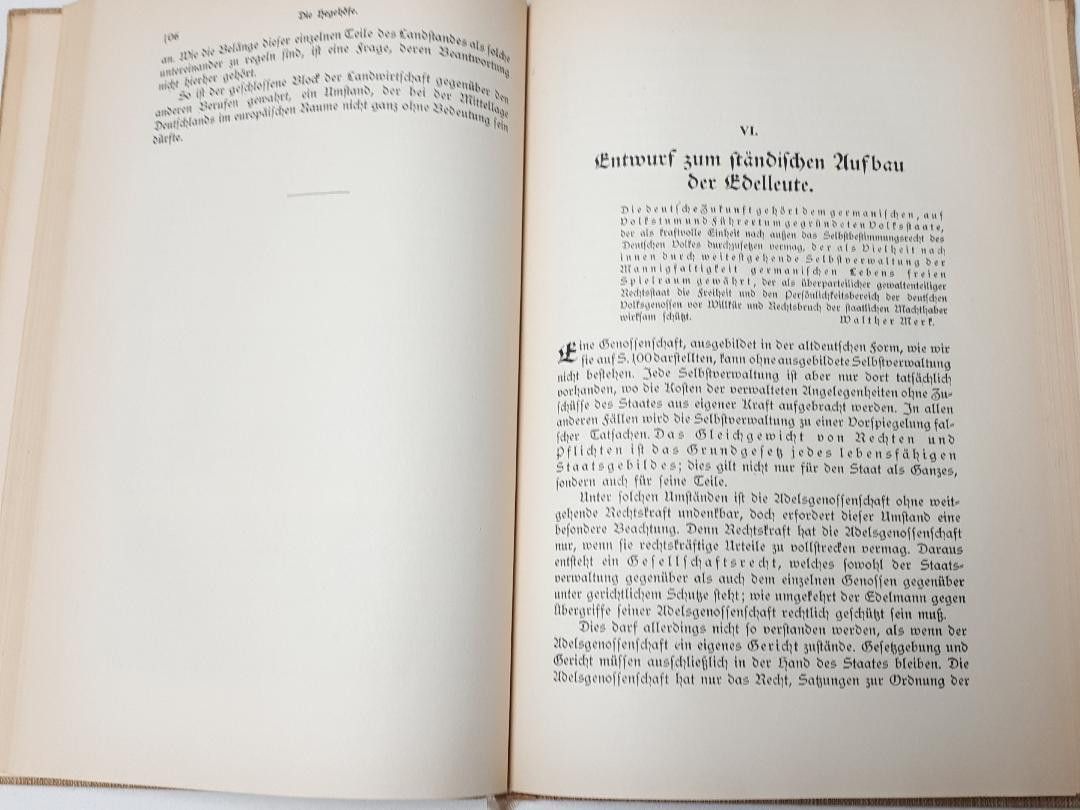 106
Die Hegehöfe.
an. Wie die Belänge dieser einzelnen Teile des Landstandes als solche
untereinander zu regeln sind, ist eine Frage, deren Beantwortung
nicht hierher gehört.
So ist der geschlossene Block der Landwirtschaft gegenüber den
anderen Berufen gewahrt, ein Umstand, der bei der Mittellage
Deutschlands im europäischen Raume nicht ganz ohne Bedeutung sein
dürfte.
VI.
Entwurf zum ständischen Aufbau
der Edelleute.
Die deutsche Zukunft gehört dem germanischen, auf
Volkstum und Führertum gegründeten Volksstaate,
der als kraftvolle Einheit nach außen das Selbstbestimmungsrecht des
Deutschen Volkes durchzusetzen vermag, der als Vielheit nach
innen durch weitestgehende Selbstverwaltung der
Mannigfaltigkeit germanischen Lebens freien
Spielraum gewährt, der als überparteilicher gewaltenteiliger
Rechtsstaat die Freiheit und den Persönlichkeitsbereich der deutschen
Volksgenossen vor Willkür und Rechtsbruch der staatlichen Machthaber
wirksam schützt. Walther Merk.
Eine Genossenschaft, ausgebildet in der altdeutschen Form, wie wir
sie auf S. 100 darstellten, kann ohne ausgebildete Selbstverwaltung
nicht bestehen. Jede Selbstverwaltung ist aber nur dort tatsächlich
vorhanden, wo die Kosten der verwalteten Angelegenheiten ohne Zu-
schüsse des Staates aus eigener Kraft aufgebracht werden. In allen
anderen Fällen wird die Selbstverwaltung zu einer Vorspiegelung fal-
scher Tatsachen. Das Gleichgewicht von Rechten und
Pflichten ist das Grundgesetz jedes lebensfähigen
Staatsgebildes; dies gilt nicht nur für den Staat als Ganzes,
sondern auch für seine Teile.
Unter solchen Umständen ist die Adelsgenossenschaft ohne weit-
gehende Rechtskraft undenkbar, doch erfordert dieser Umstand eine
besondere Beachtung. Denn Rechtskraft hat die Adelsgenossenschaft
nur, wenn sie rechtskräftige Urteile zu vollstrecken vermag. Daraus
entsteht ein Gesellschaftsrecht, welches sowohl der Staats-
verwaltung gegenüber als auch dem einzelnen Genossen gegenüber
unter gerichtlichem Schutze steht; wie umgekehrt der Edelmann gegen
Übergriffe seiner Adelsgenossenschaft rechtlich geschützt sein muß.
Dies darf allerdings nicht so verstanden werden, als wenn der
Adelsgenossenschaft ein eigenes Gericht zustände. Gesetzgebung und
Gericht müssen ausschließlich in der Hand des Staates bleiben. Die
Adelsgenossenschaft hat nur das Recht, Satzungen zur Ordnung der